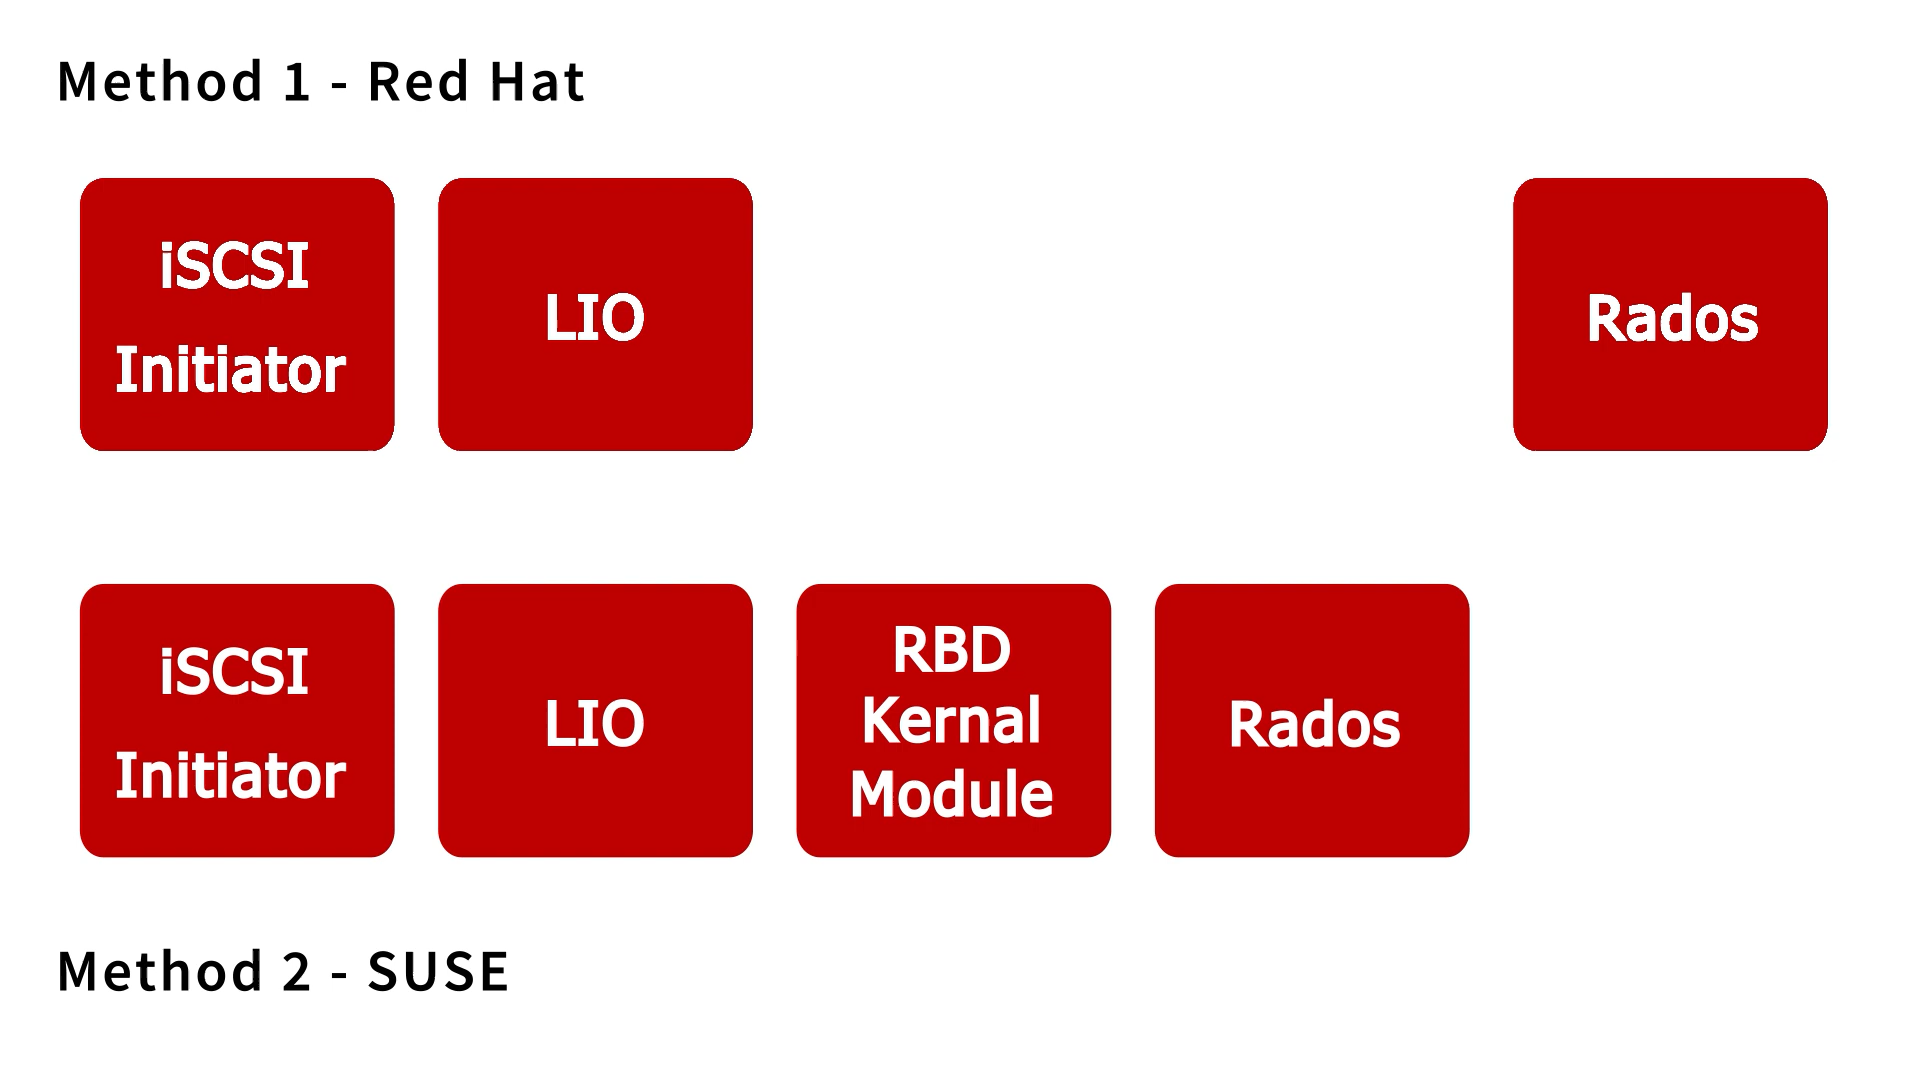 Method 1 - Red Hat
iSCSI
Initiator
LIO
Rados
iSCSI
Initiator
LIO
RBD
Kernal
Module
Rados
Method 2 - SUSE